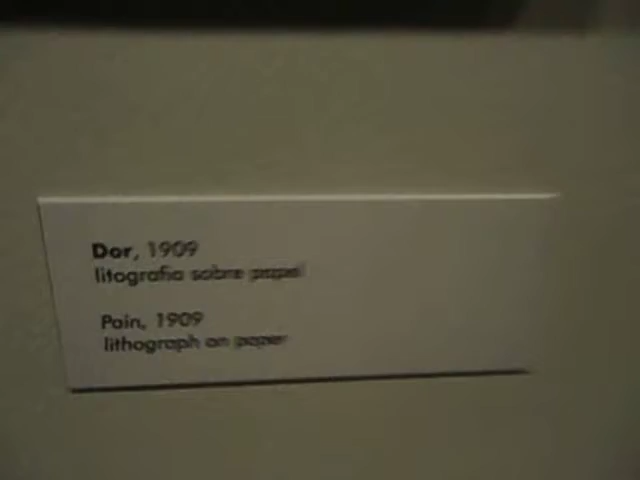 Dor, 1909
litografia sobre papel
Pain, 1909
lithograph on paper